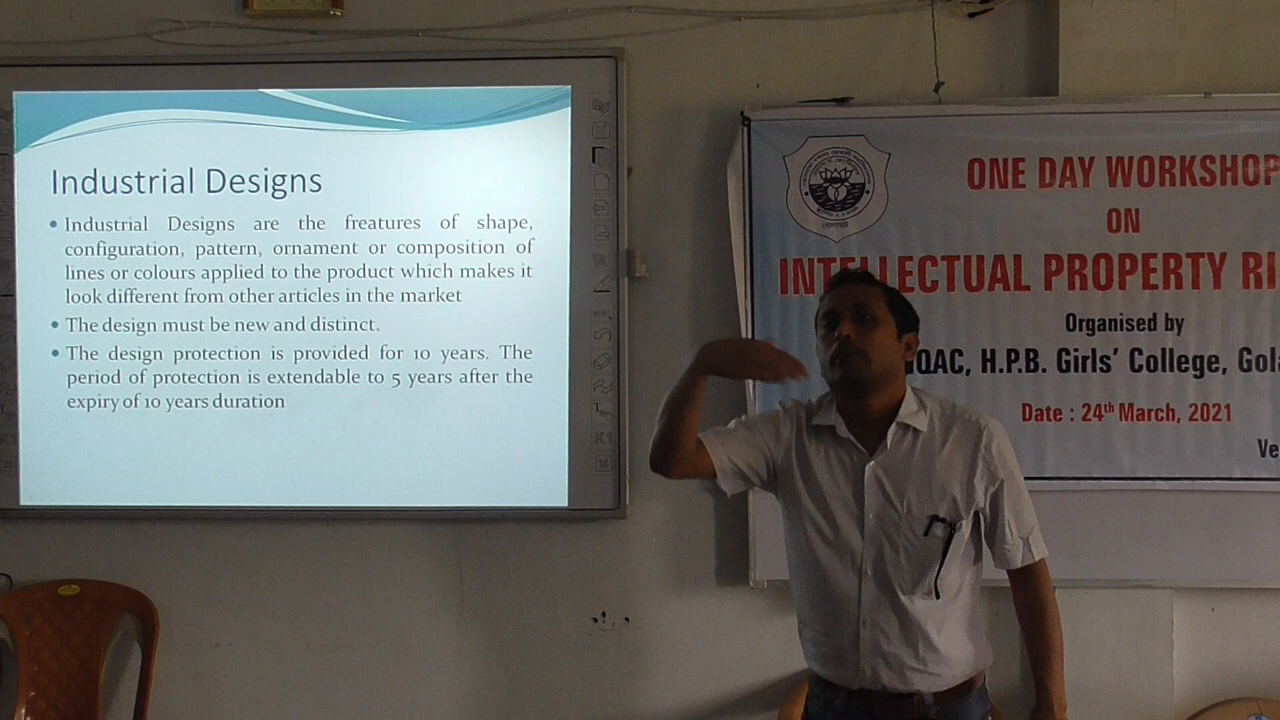 Industrial Designs
• Industrial Designs are the freatures of shape,
configuration, pattern, ornament or composition of
lines or colours applied to the product which makes it
look different from other articles in the market
• The design must be new and distinct.
• The design protection is provided for 10 years. The
period of protection is extendable to 5 years after the
expiry of 10 years duration
ONE DAY WORKSHOP
ON
INTELLECTUAL PROPERTY RI
Organised by
IQAC, H.P.B. Girls' College, Gol
Date : 24th March, 2021
Ve